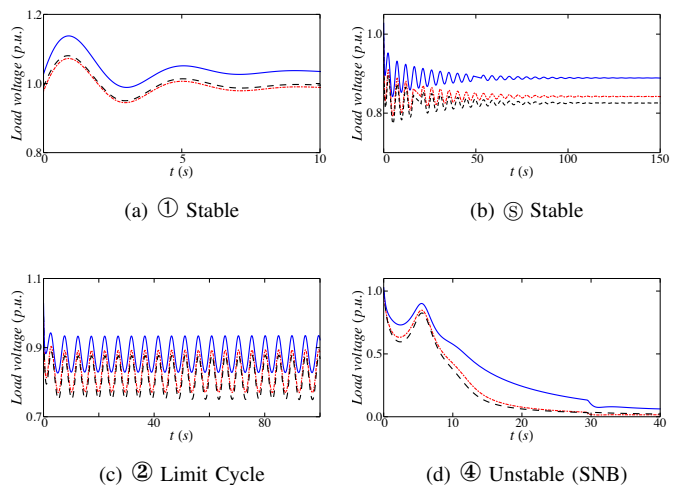 1.2
1.0
0.8
0
5
10
Load voltage (p.u.)
t (s)
(a) ① Stable
1.0
0.8
0
50
100
150
Load voltage (p.u.)
t (s)
(b) Ⓢ Stable
1.1
0.9
0.7
0
40
80
Load voltage (p.u.)
t (s)
(c) ② Limit Cycle
1.0
0.5
0.0
0
10
20
30
40
Load voltage (p.u.)
t (s)
(d) ④ Unstable (SNB)